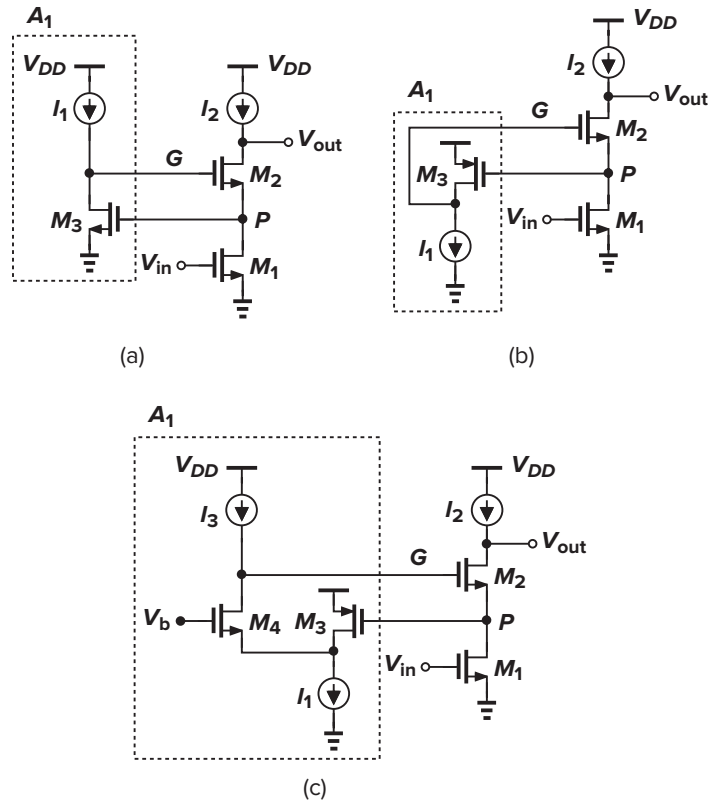 A1
VDD
VDD
I1
I2
Vout
G
M2
M3
P
Vin
M1
(a)
VDD
I2
A1
Vout
G
M2
M3
P
Vin
M1
I1
(b)
A1
VDD
VDD
I3
I2
Vout
G
M2
Vb
M4
M3
P
Vin
M1
I1
(c)